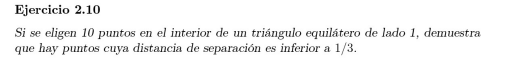 Ejercicio 2.10
Si se eligen 10 puntos en el interior de un triángulo equilátero de lado 1, demuestra
que hay puntos cuya distancia de separación es inferior a 1/3.